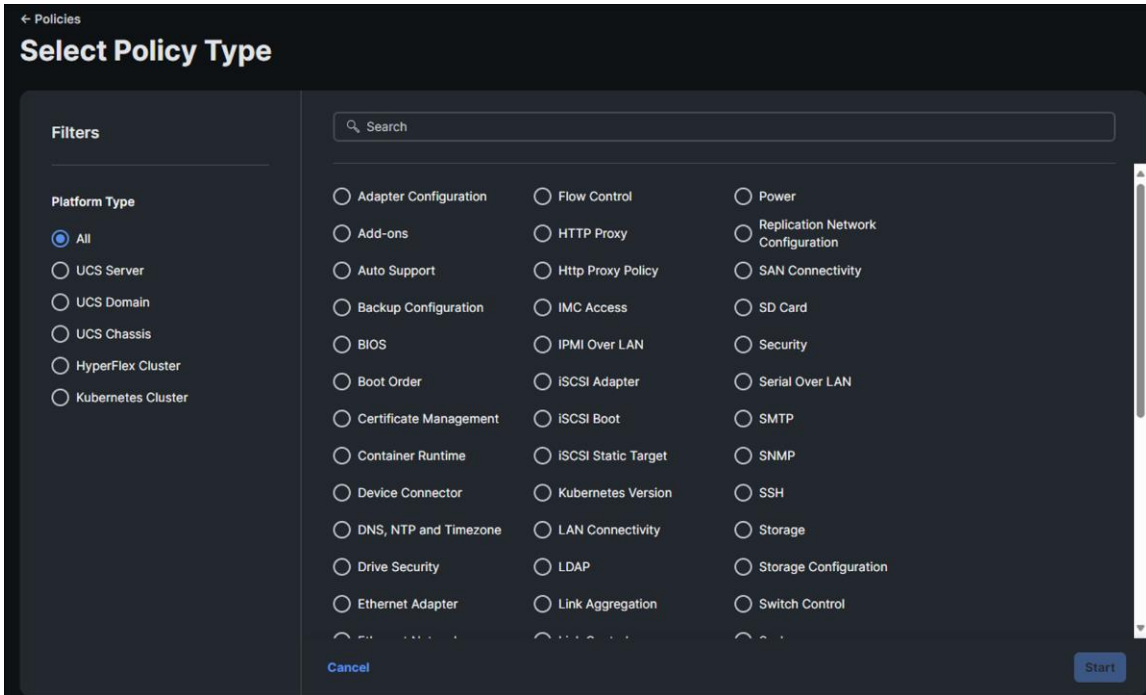 ← Policies
Select Policy Type
Filters
Platform Type
All
UCS Server
UCS Domain
UCS Chassis
HyperFlex Cluster
Kubernetes Cluster
Search
Adapter Configuration
Add-ons
Auto Support
Backup Configuration
BIOS
Boot Order
Certificate Management
Container Runtime
Device Connector
DNS, NTP and Timezone
Drive Security
Ethernet Adapter
Flow Control
HTTP Proxy
Http Proxy Policy
IMC Access
IPMI Over LAN
iSCSI Adapter
iSCSI Boot
iSCSI Static Target
Kubernetes Version
LAN Connectivity
LDAP
Link Aggregation
Power
Replication Network
Configuration
SAN Connectivity
SD Card
Security
Serial Over LAN
SMTP
SNMP
SSH
Storage
Storage Configuration
Switch Control
Cancel
Start